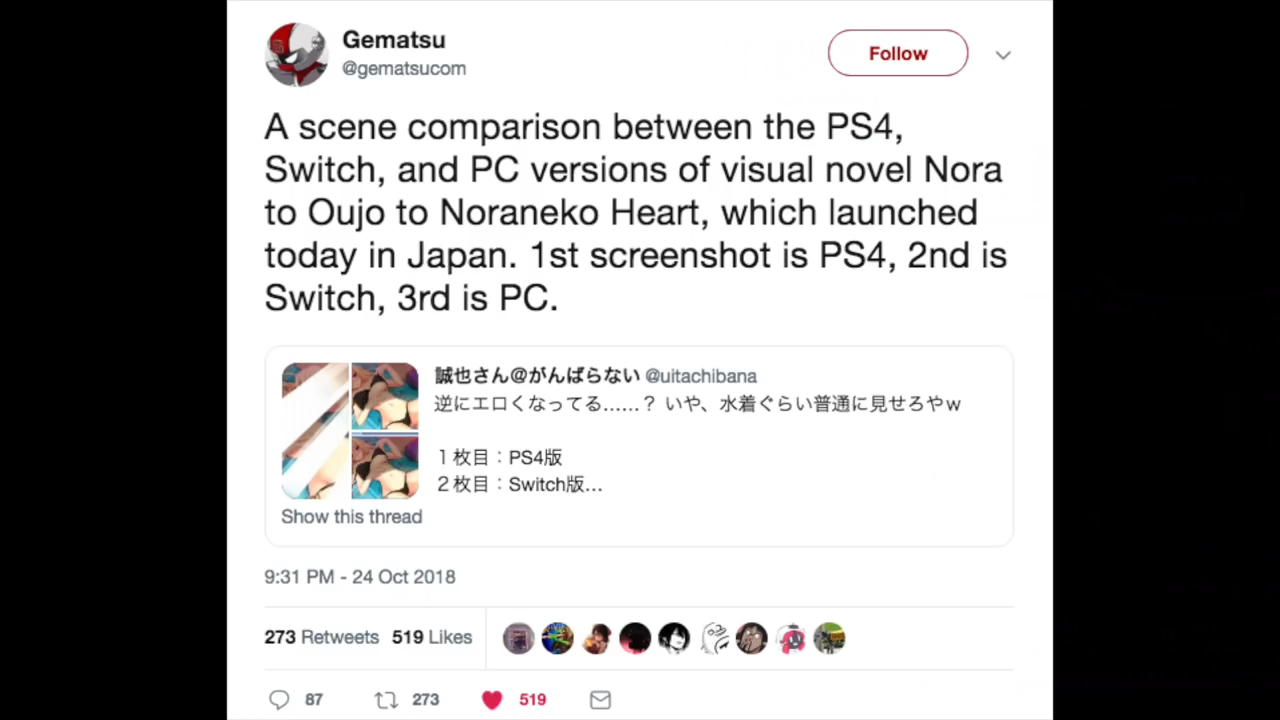 Gematsu
@gematsucom
Follow
A scene comparison between the PS4,
Switch, and PC versions of visual novel Nora
to Oujo to Noraneko Heart, which launched
today in Japan. 1st screenshot is PS4, 2nd is
Switch, 3rd is PC.
誠也さん@がんばらない @uitachibana
逆にエロくなってる......？ いや、水着ぐらい普通に見せろやｗ
１枚目：PS4版
２枚目：Switch版...
Show this thread
9:31 PM - 24 Oct 2018
273 Retweets 519 Likes
87 273 519